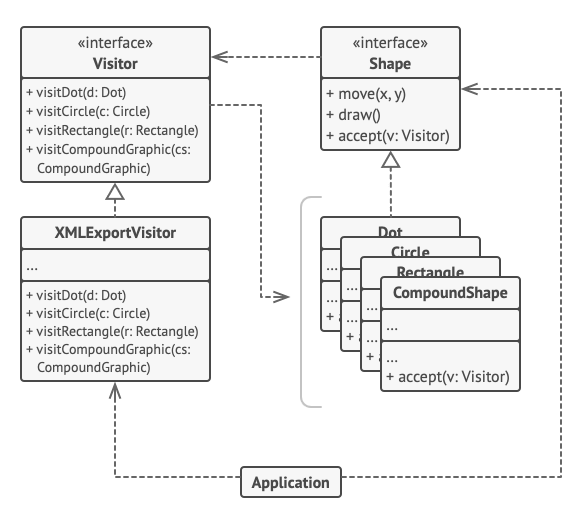 «interface»
Visitor
+ visitDot(d: Dot)
+ visitCircle(c: Circle)
+ visitRectangle(r: Rectangle)
+ visitCompoundGraphic(cs:
CompoundGraphic)
«interface»
Shape
+ move(x, y)
+ draw()
+ accept(v: Visitor)
XMLExportVisitor
...
+ visitDot(d: Dot)
+ visitCircle(c: Circle)
+ visitRectangle(r: Rectangle)
+ visitCompoundGraphic(cs:
CompoundGraphic)
Dot
...
...
+
Circle
...
...
+
Rectangle
...
...
+
CompoundShape
...
...
+ accept(v: Visitor)
Application